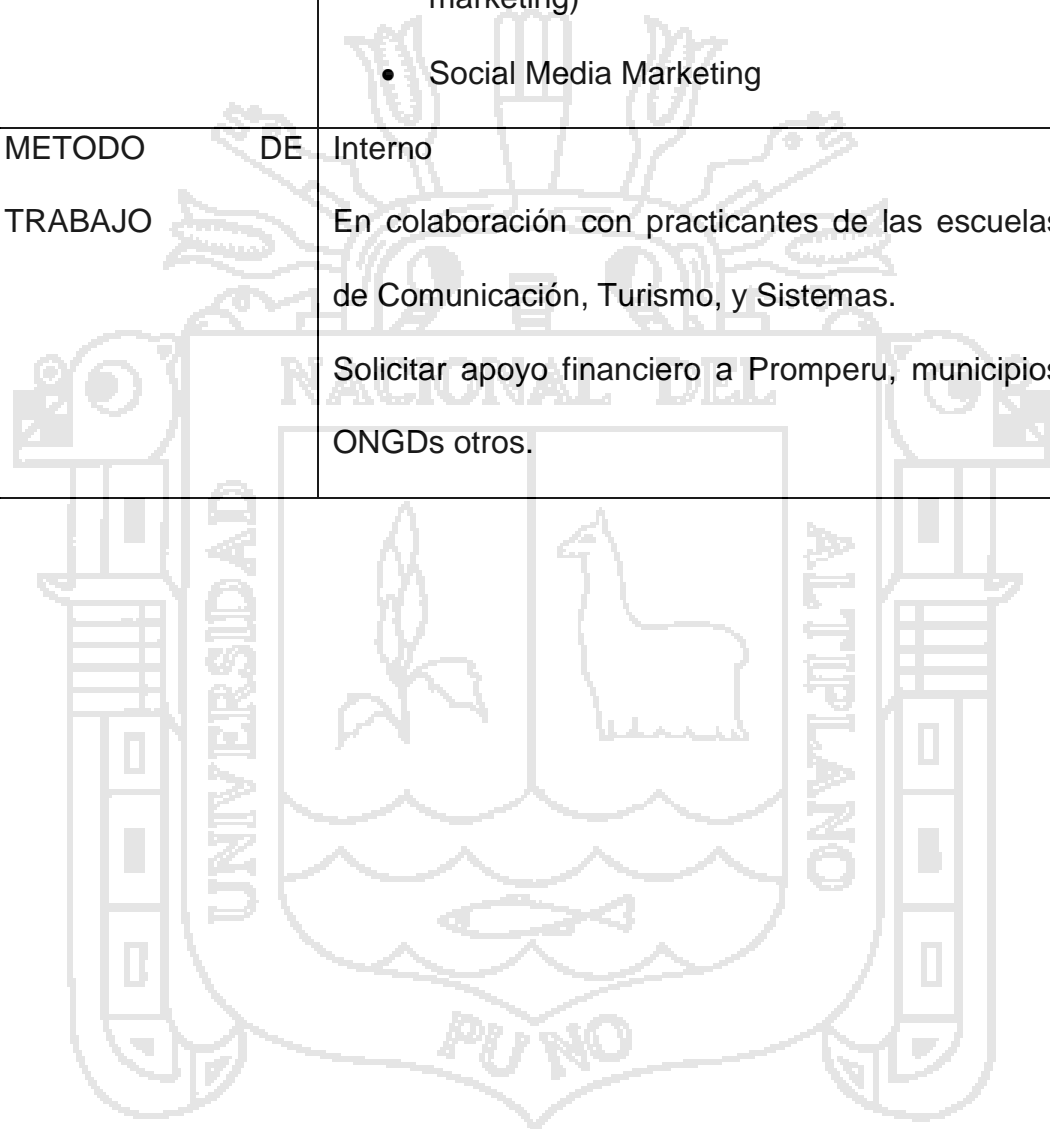 marketing)
• Social Media Marketing
METODO DE Interno
TRABAJO En colaboración con practicantes de las escuelas
de Comunicación, Turismo, y Sistemas.
Solicitar apoyo financiero a Promperu, municipios
ONGDs otros.
NACIONAL DEL
UNIVERSIDAD
ALTIPLANO
PUNO